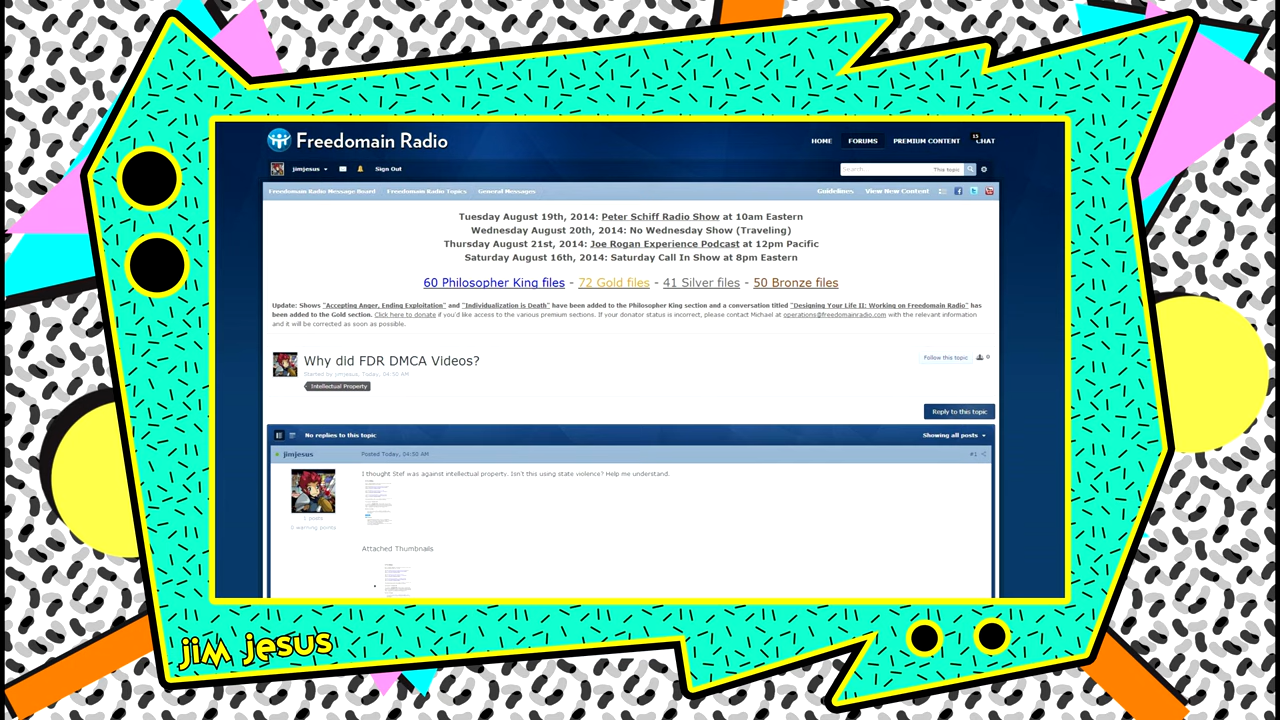 Freedomain Radio
HOME FORUMS PREMIUM CONTENT 15 CHAT
jimjesus Sign Out
Search... This topic
Freedomain Radio Message Board Freedomain Radio Topics General Messages
Guidelines View New Content
Tuesday August 19th, 2014: Peter Schiff Radio Show at 10am Eastern
Wednesday August 20th, 2014: No Wednesday Show (Traveling)
Thursday August 21st, 2014: Joe Rogan Experience Podcast at 12pm Pacific
Saturday August 16th, 2014: Saturday Call In Show at 8pm Eastern
60 Philosopher King files - 72 Gold files - 41 Silver files - 50 Bronze files
Update: Shows "Accepting Anger, Ending Exploitation" and "Individualization is Death" have been added to the Philosopher King section and a conversation titled "Designing Your Life II: Working on Freedomain Radio" has
been added to the Gold section. Click here to donate if you'd like access to the various premium sections. If your donator status is incorrect, please contact Michael at operations@freedomainradio.com with the relevant information
and it will be corrected as soon as possible.
Why did FDR DMCA Videos?
Started by jimjesus, Today, 04:50 AM
Intellectual Property
Follow this topic 0
Reply to this topic
No replies to this topic
Showing all posts
jimjesus
Posted Today, 04:50 AM
#1
I thought Stef was against intellectual property. Isn't this using state violence? Help me understand.
1 posts
0 warning points
Attached Thumbnails
jim jesus